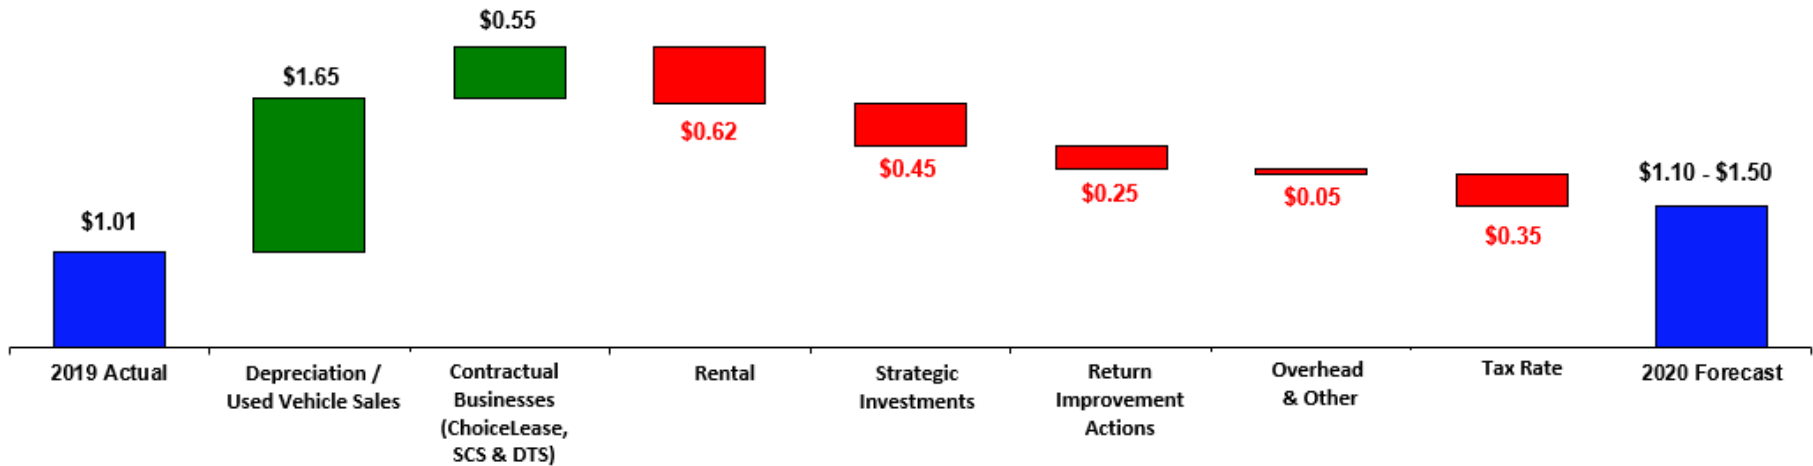 $0.55
$1.65
$0.62
$0.45
$1.10 - $1.50
$0.25
$0.05
$1.01
$0.35
2019 Actual
Depreciation /
Used Vehicle Sales
Contractual
Businesses
(ChoiceLease,
SCS & DTS)
Rental
Strategic
Investments
Return
Improvement
Actions
Overhead
& Other
Tax Rate
2020 Forecast